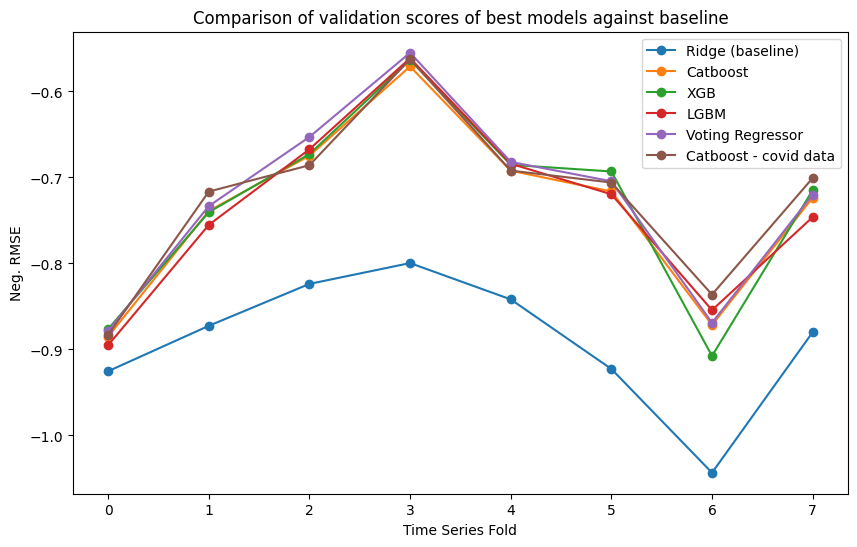 Comparison of validation scores of best models against baseline
Ridge (baseline)
Catboost
XGB
LGBM
Voting Regressor
Catboost - covid data
Neg. RMSE
−0.6
−0.7
−0.8
−0.9
−1.0
0 1 2 3 4 5 6 7
Time Series Fold